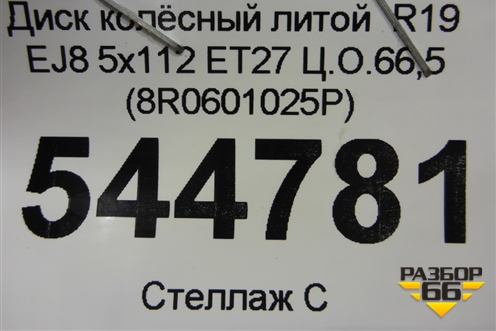 Диск колёсный литой R19
EJ8 5x112 ET27 Ц.О.66,5
(8R0601025P)
544781
Стеллаж С
РАЗБОР
66